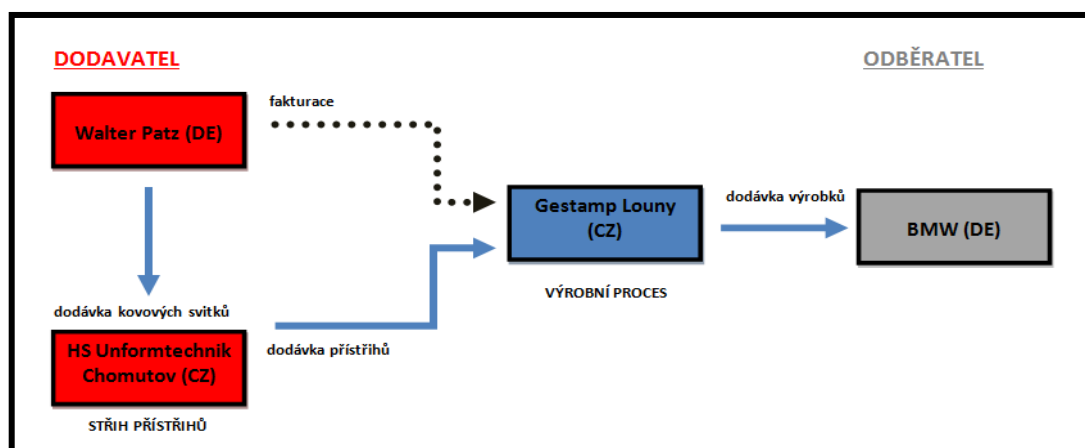 DODAVATEL
ODBĚRATEL
Walter Patz (DE)
fakturace
Gestamp Louny
(CZ)
dodávka výrobků
BMW (DE)
VÝROBNÍ PROCES
dodávka kovových svitků
HS Unformtechnik
Chomutov (CZ)
dodávka přístřihů
STŘIH PŘÍSTŘIHŮ